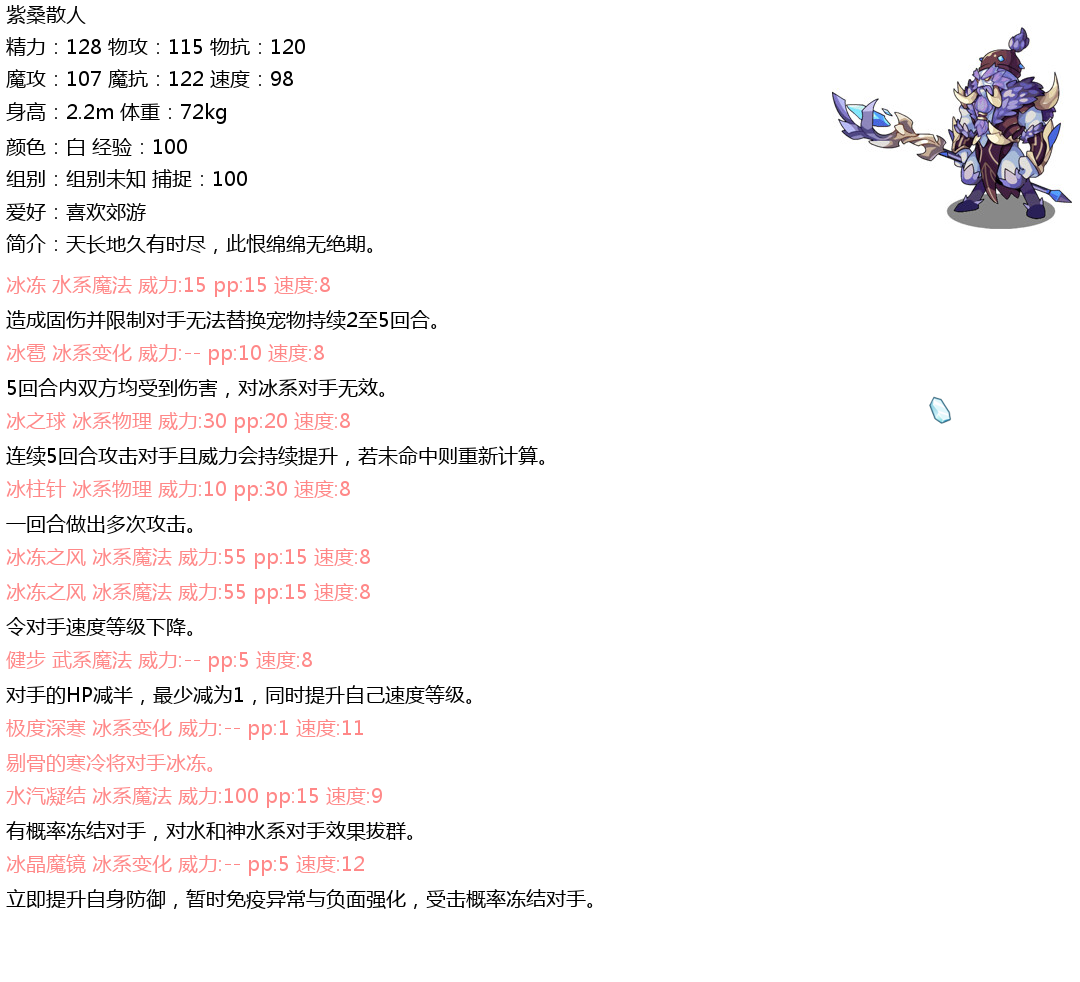 紫桑散人
精力：128 物攻：115 物抗：120
魔攻：107 魔抗：122 速度：98
身高：2.2m 体重：72kg
颜色：白 经验：100
组别：组别未知 捕捉：100
爱好：喜欢郊游
简介：天长地久有时尽，此恨绵绵无绝期。
冰冻 水系魔法 威力:15 pp:15 速度:8
造成固伤并限制对手无法替换宠物持续2至5回合。
冰雹 冰系变化 威力:-- pp:10 速度:8
5回合内双方均受到伤害，对冰系对手无效。
冰之球 冰系物理 威力:30 pp:20 速度:8
连续5回合攻击对手且威力会持续提升，若未命中则重新计算。
冰柱针 冰系物理 威力:10 pp:30 速度:8
一回合做出多次攻击。
冰冻之风 冰系魔法 威力:55 pp:15 速度:8
冰冻之风 冰系魔法 威力:55 pp:15 速度:8
令对手速度等级下降。
健步 武系魔法 威力:-- pp:5 速度:8
对手的HP减半，最少减为1，同时提升自己速度等级。
极度深寒 冰系变化 威力:-- pp:1 速度:11
剔骨的寒冷将对手冰冻。
水汽凝结 冰系魔法 威力:100 pp:15 速度:9
有概率冻结对手，对水和神水系对手效果拔群。
冰晶魔镜 冰系变化 威力:-- pp:5 速度:12
立即提升自身防御，暂时免疫异常与负面强化，受击概率冻结对手。